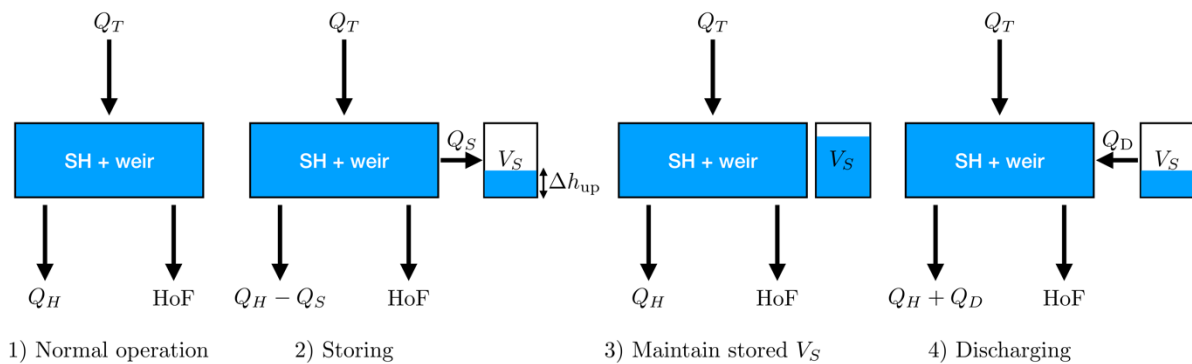 Q_T Q_T Q_T Q_T
SH + weir SH + weir Q_S V_S Δh_up SH + weir V_S SH + weir Q_D V_S
Q_H HoF Q_H − Q_S HoF Q_H HoF Q_H + Q_D HoF
1) Normal operation 2) Storing 3) Maintain stored V_S 4) Discharging